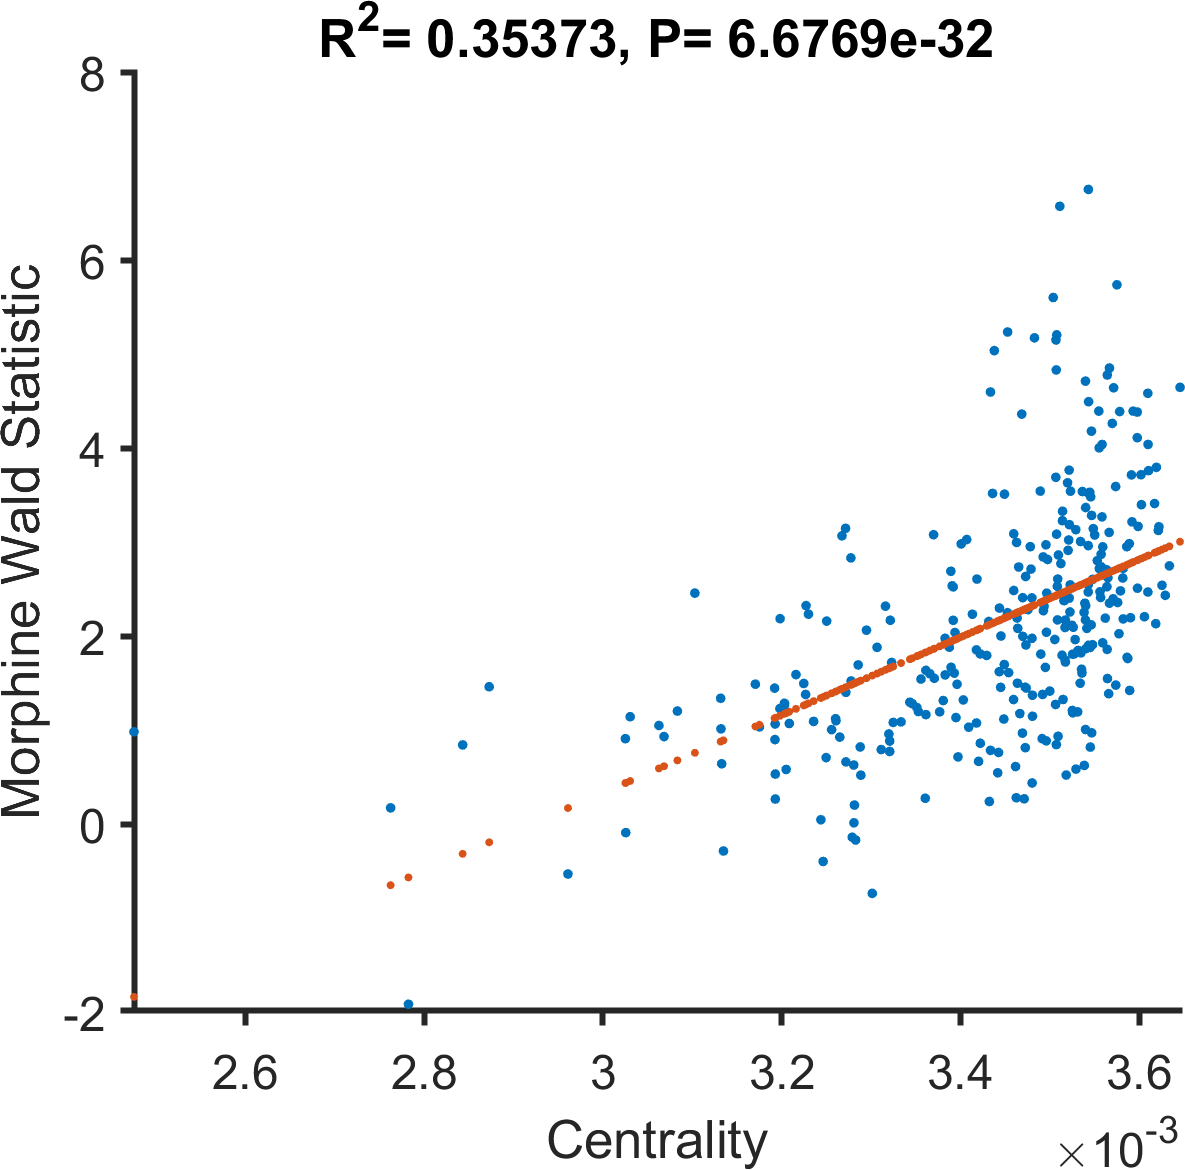 R²= 0.35373, P= 6.6769e-32
8
6
4
2
0
-2
Morphine Wald Statistic
2.6 2.8 3 3.2 3.4 3.6
Centrality
×10⁻³